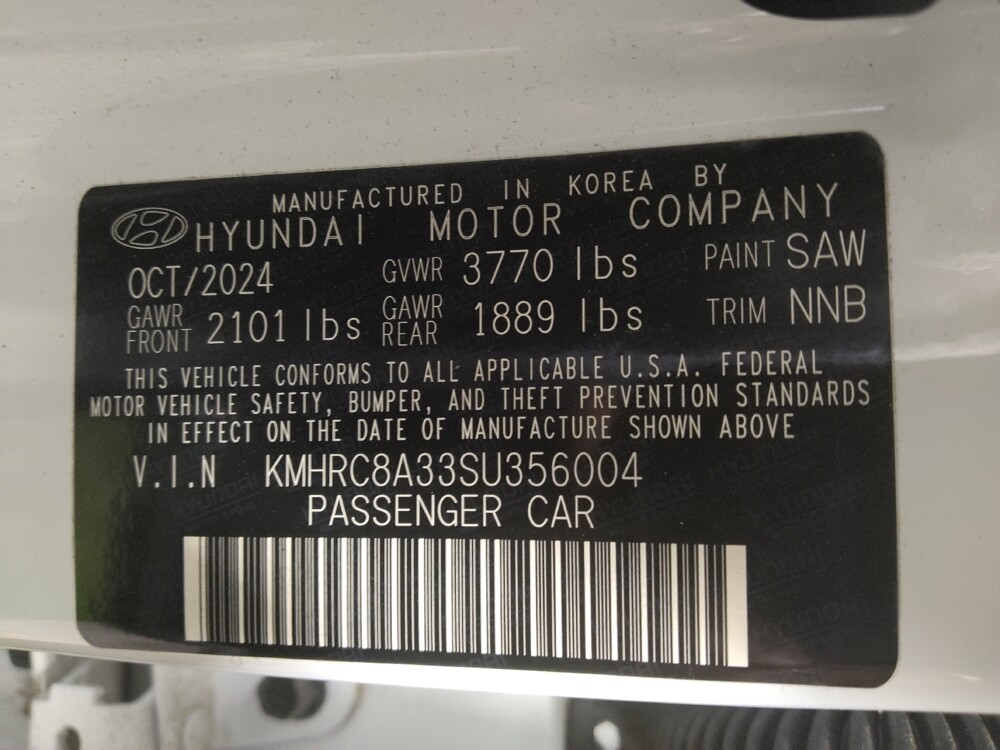 MANUFACTURED IN KOREA BY
HYUNDAI MOTOR COMPANY
OCT/2024 GVWR 3770 lbs PAINT SAW
GAWR FRONT 2101 lbs GAWR REAR 1889 lbs TRIM NNB
THIS VEHICLE CONFORMS TO ALL APPLICABLE U.S.A. FEDERAL
MOTOR VEHICLE SAFETY, BUMPER, AND THEFT PREVENTION STANDARDS
IN EFFECT ON THE DATE OF MANUFACTURE SHOWN ABOVE
V.I.N KMHRC8A33SU356004
PASSENGER CAR